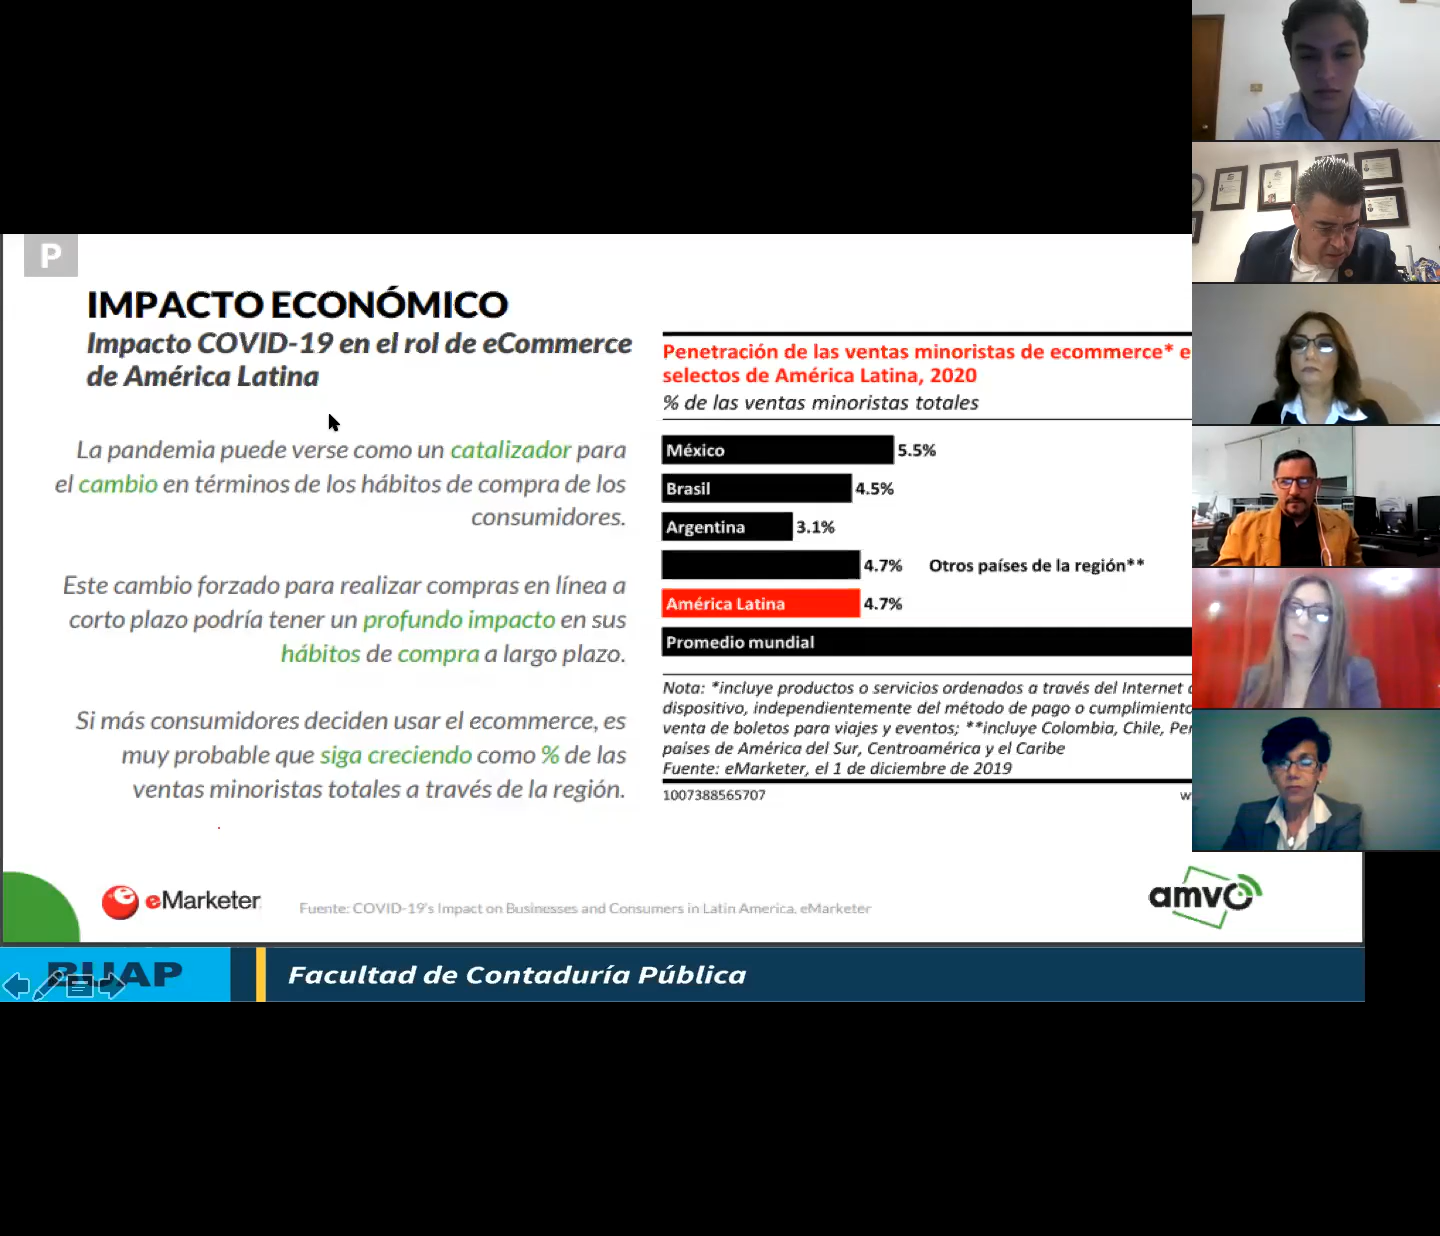 P
IMPACTO ECONÓMICO
Impacto COVID-19 en el rol de eCommerce
de América Latina
La pandemia puede verse como un catalizador para
el cambio en términos de los hábitos de compra de los
consumidores.
Este cambio forzado para realizar compras en línea a
corto plazo podría tener un profundo impacto en sus
hábitos de compra a largo plazo.
Si más consumidores deciden usar el ecommerce, es
muy probable que siga creciendo como % de las
ventas minoristas totales a través de la región.
Penetración de las ventas minoristas de ecommerce* e
selectos de América Latina, 2020
% de las ventas minoristas totales
México 5.5%
Brasil 4.5%
Argentina 3.1%
4.7% Otros países de la región**
América Latina 4.7%
Promedio mundial
Nota: *incluye productos o servicios ordenados a través del Internet
dispositivo, independientemente del método de pago o cumplimiento
venta de boletos para viajes y eventos; **incluye Colombia, Chile, Pe
países de América del Sur, Centroamérica y el Caribe
Fuente: eMarketer, el 1 de diciembre de 2019
1007388565707 w
eMarketer
Fuente: COVID-19's Impact on Businesses and Consumers in Latin America. eMarketer
amvo
BUAP
Facultad de Contaduría Pública